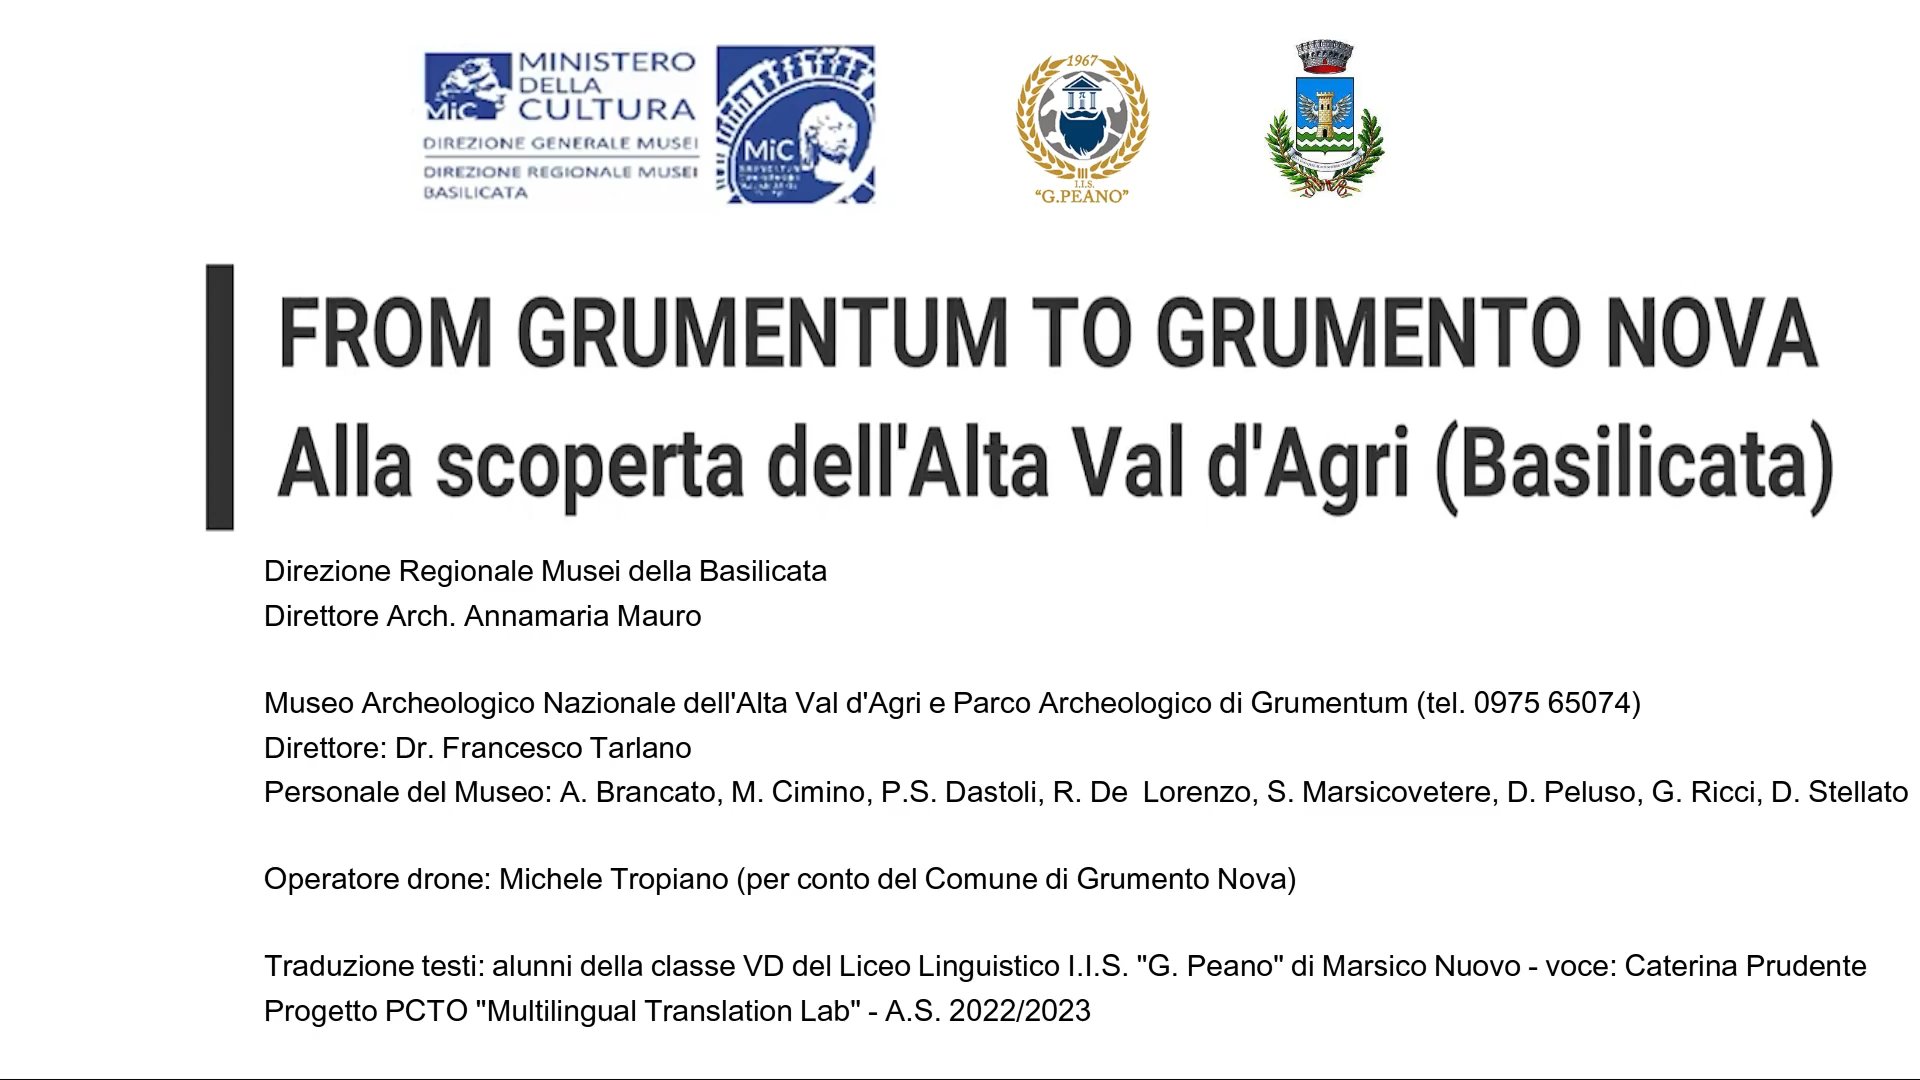 MINISTERO
DELLA
CULTURA
MiC
DIREZIONE GENERALE MUSEI
DIREZIONE REGIONALE MUSEI
BASILICATA
MiC
1967
I.I.S.
"G.PEANO"
FROM GRUMENTUM TO GRUMENTO NOVA
Alla scoperta dell'Alta Val d'Agri (Basilicata)
Direzione Regionale Musei della Basilicata
Direttore Arch. Annamaria Mauro
Museo Archeologico Nazionale dell'Alta Val d'Agri e Parco Archeologico di Grumentum (tel. 0975 65074)
Direttore: Dr. Francesco Tarlano
Personale del Museo: A. Brancato, M. Cimino, P.S. Dastoli, R. De  Lorenzo, S. Marsicovetere, D. Peluso, G. Ricci, D. Stellato
Operatore drone: Michele Tropiano (per conto del Comune di Grumento Nova)
Traduzione testi: alunni della classe VD del Liceo Linguistico I.I.S. "G. Peano" di Marsico Nuovo - voce: Caterina Prudente
Progetto PCTO "Multilingual Translation Lab" - A.S. 2022/2023